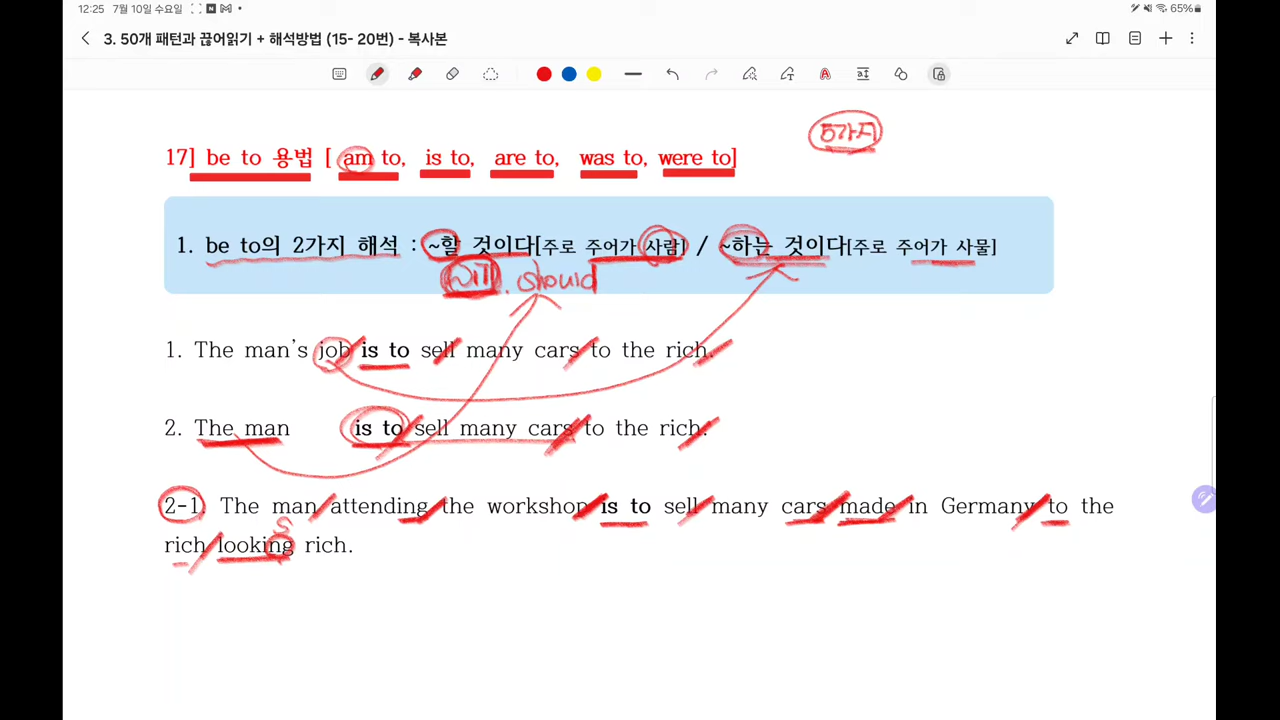 12:25 7월 10일 수요일
65%
3. 50개 패턴과 끊어읽기 + 해석방법 (15- 20번) - 복사본
5가지
17] be to 용법 [ am to, is to, are to, was to, were to]
1. be to의 2가지 해석 : ~할 것이다[주로 주어가 사람] / ~하는 것이다[주로 주어가 사물]
will. should
1. The man's job is to sell many cars to the rich.
2. The man is to sell many cars to the rich.
2-1. The man attending the workshop is to sell many cars made in Germany to the
S
rich looking rich.